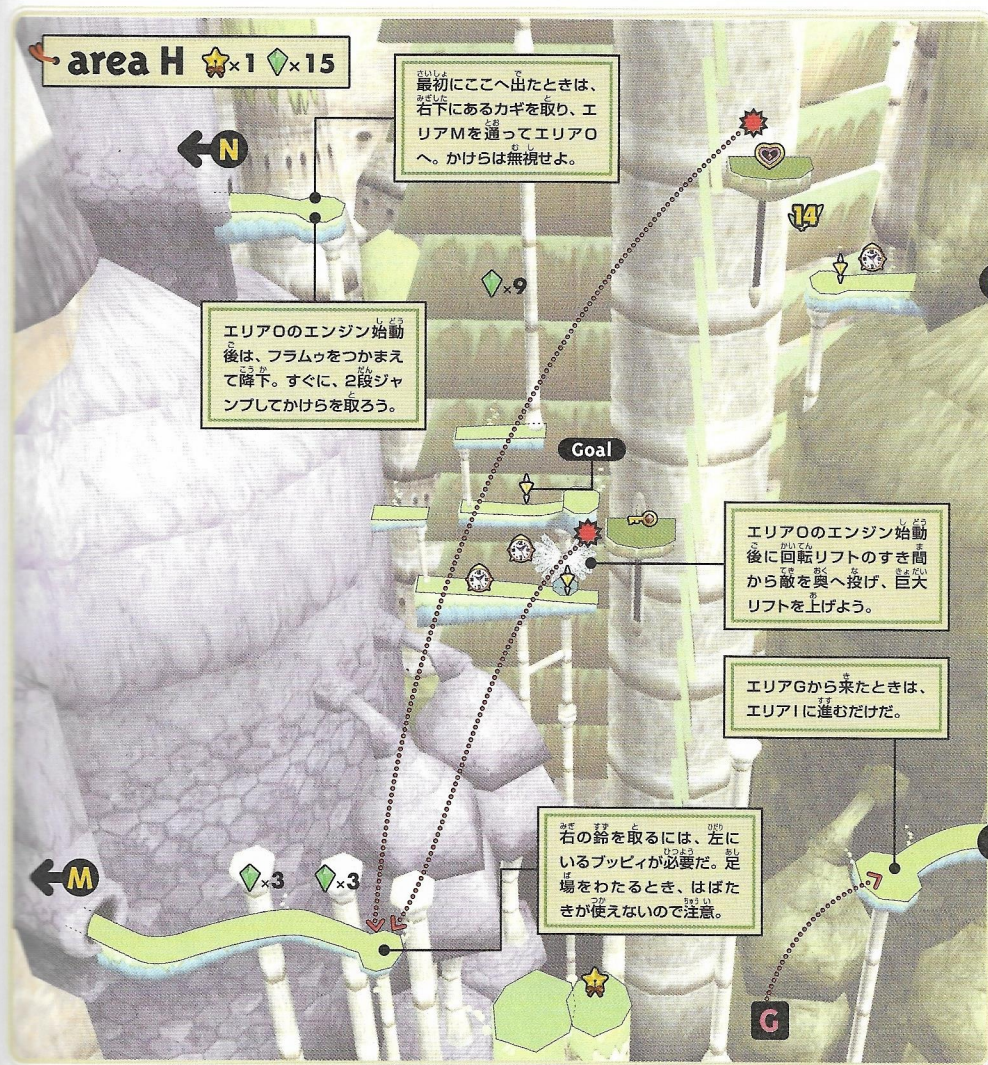 area H ×1 ×15
最初にここへ出たときは、
右下にあるカギを取り、エ
リアMを通ってエリアO
へ。かけらは無視せよ。
N
14
×9
エリアOのエンジン始動
後は、フラムゥをつかまえ
て降下。すぐに、2段ジャ
ンプしてかけらを取ろう。
Goal
エリアOのエンジン始動
後に回転リフトのすき間
から敵を奥へ投げ、巨大
リフトを上げよう。
エリアGから来たときは、
エリアIに進むだけだ。
右の鈴を取るには、左に
いるブッピィが必要だ。足
場をわたるとき、はばた
きが使えないので注意。
M
×3 ×3
G